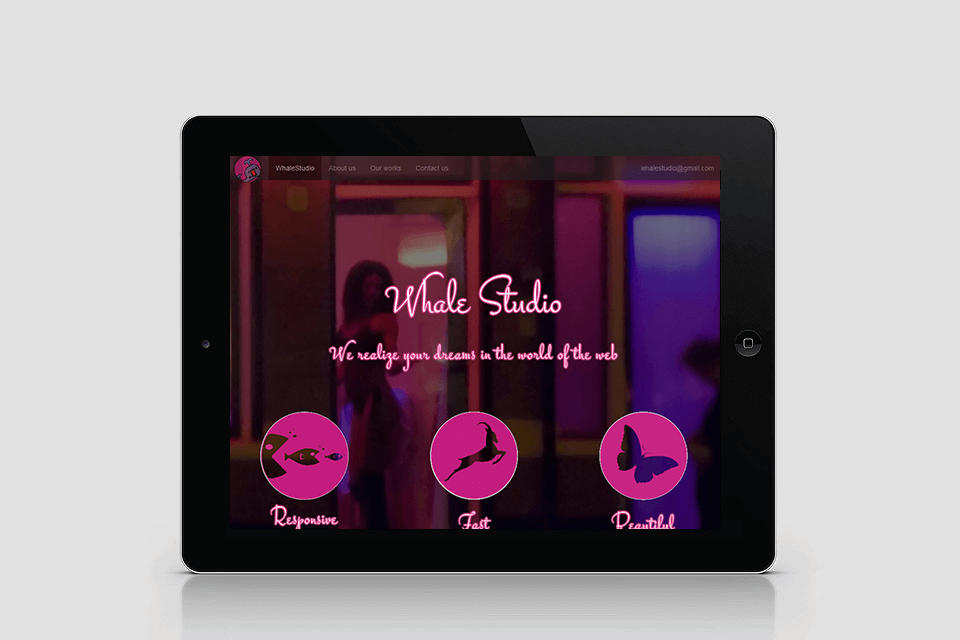 WhaleStudio About us Our works Contact us whalestudio@gmail.com
Whale Studio
We realize your dreams in the world of the web
Responsive Fast Beautiful